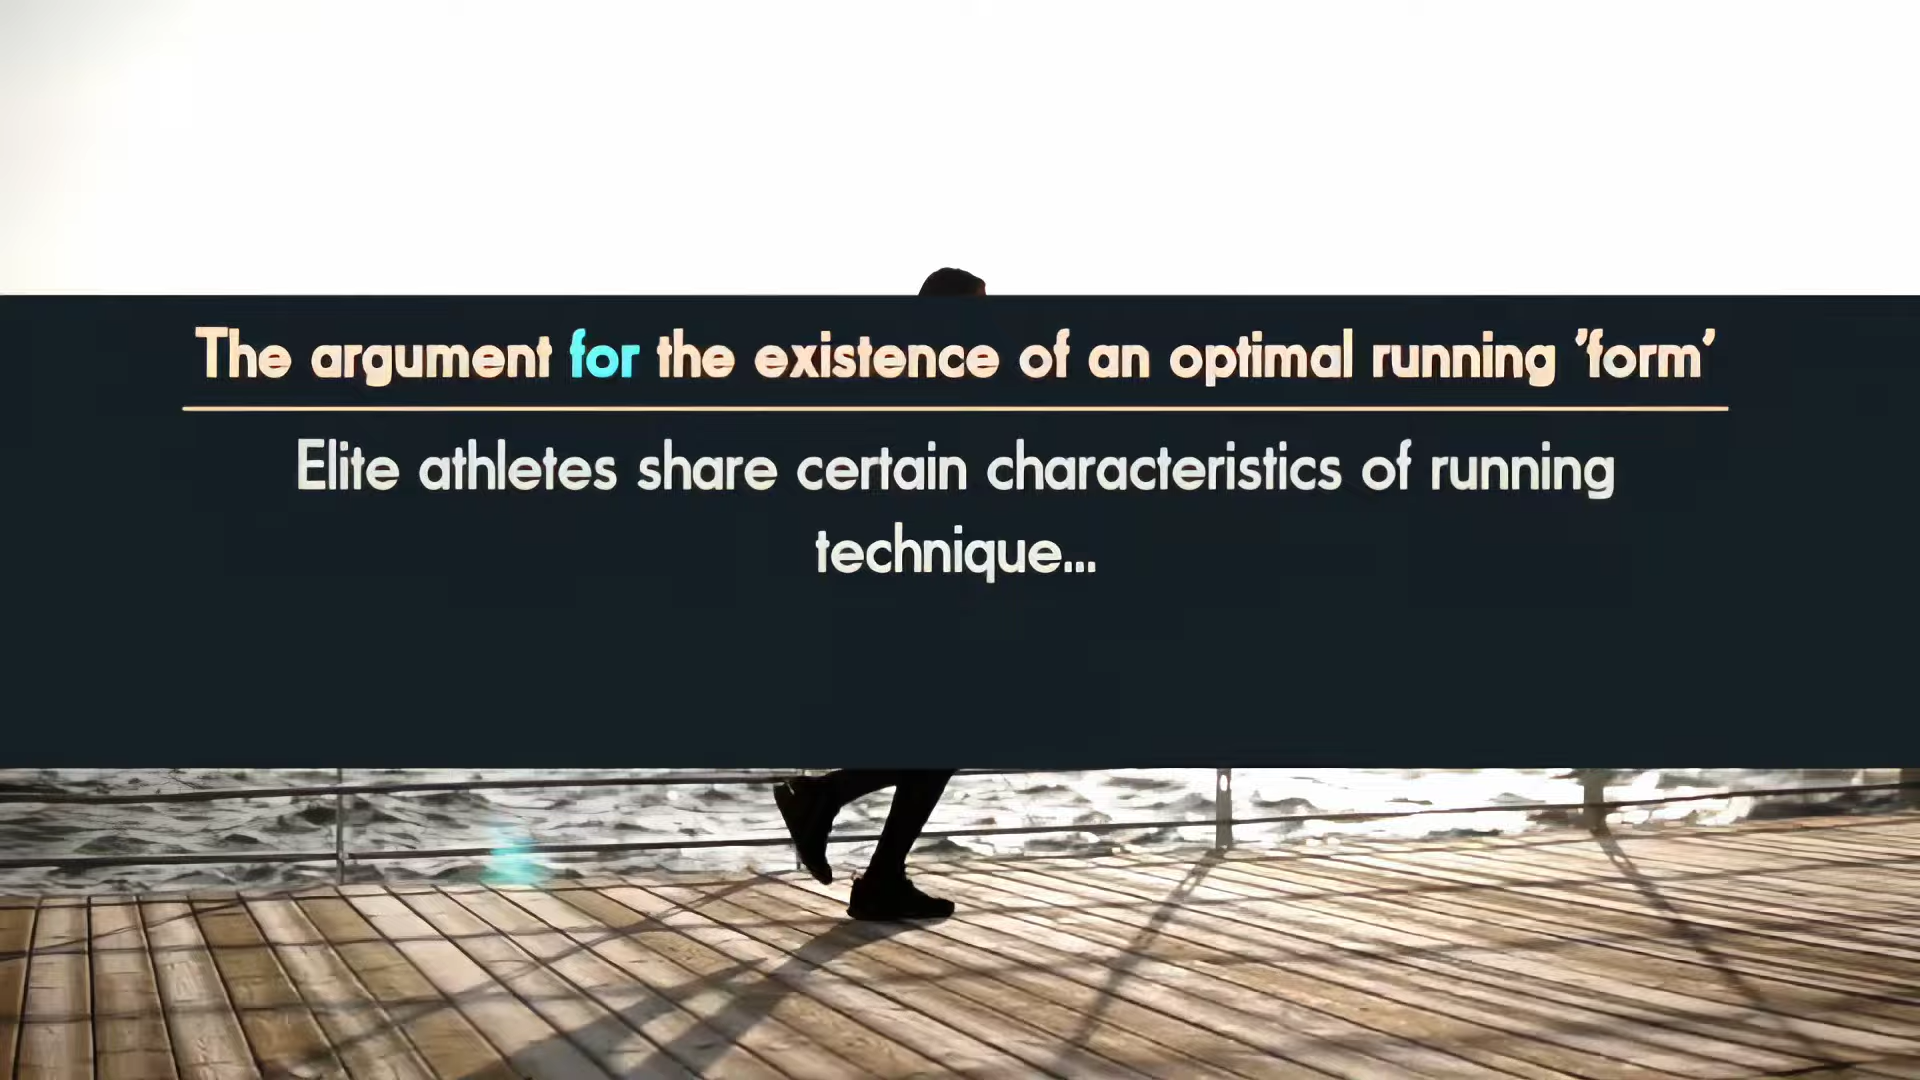 The argument for the existence of an optimal running 'form'
Elite athletes share certain characteristics of running
technique...